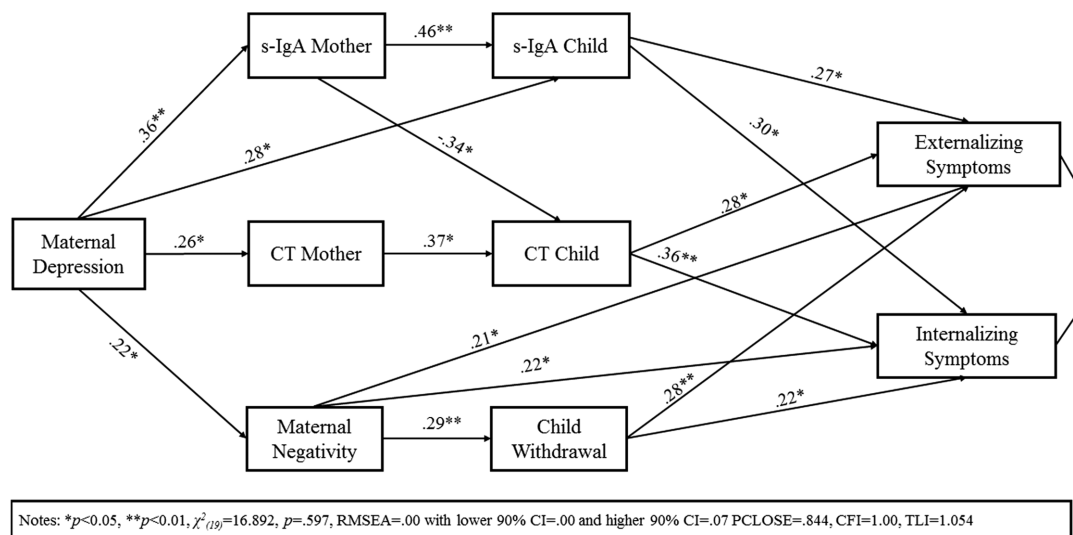 s-IgA Mother
.46**
s-IgA Child
.27*
.36**
.28*
-.34*
.30*
Externalizing
Symptoms
Maternal
Depression
.26*
CT Mother
.37*
CT Child
.28*
.36**
.22*
.21*
.22*
Internalizing
Symptoms
Maternal
Negativity
.29**
Child
Withdrawal
.28**
.22*
Notes: *p<0.05, **p<0.01, χ²(19)=16.892, p=.597, RMSEA=.00 with lower 90% CI=.00 and higher 90% CI=.07 PCLOSE=.844, CFI=1.00, TLI=1.054